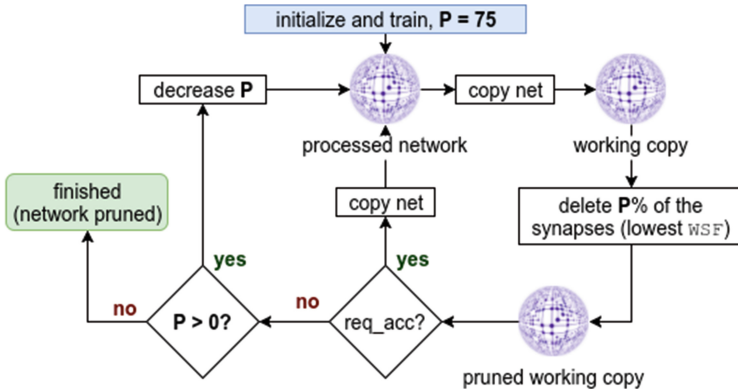 initialize and train, P = 75
decrease P
copy net
processed network
working copy
finished
(network pruned)
copy net
delete P% of the
synapses (lowest WSF)
yes
yes
no
no
P > 0?
req_acc?
pruned working copy